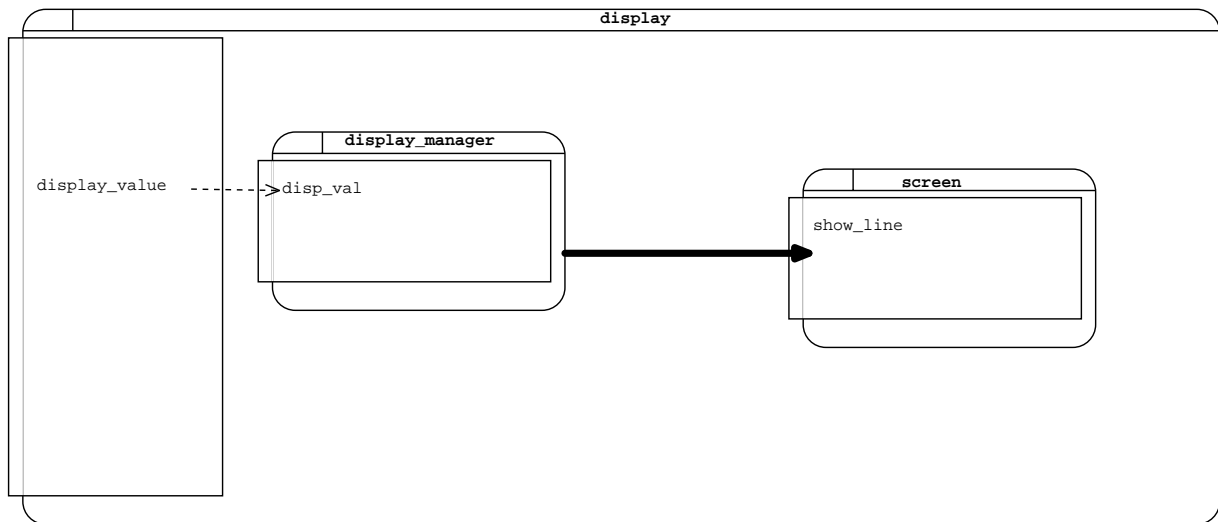 display
display_manager
display_value
disp_val
screen
show_line